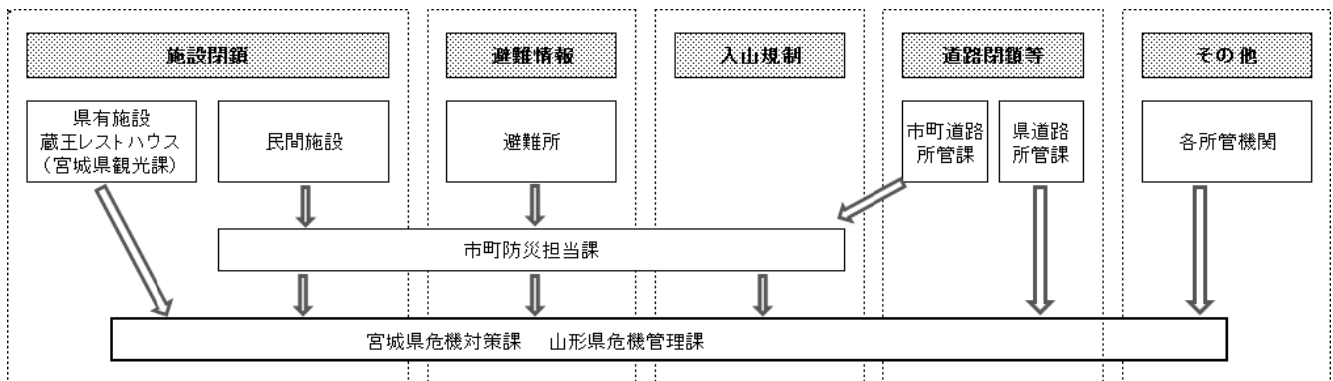 施設閉鎖
避難情報
入山規制
道路閉鎖等
その他
県有施設
蔵王レストハウス
（宮城県観光課）
民間施設
避難所
市町道路
所管課
県道路
所管課
各所管機関
市町防災担当課
宮城県危機対策課　山形県危機管理課